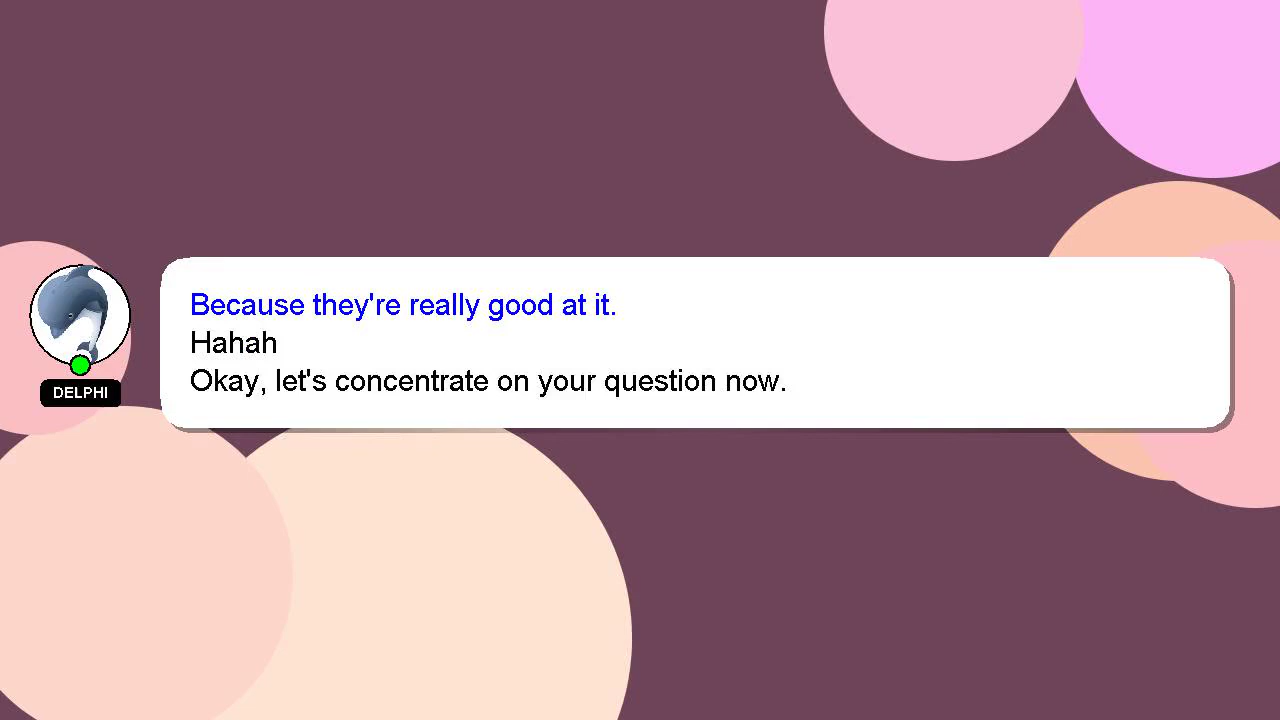 Because they're really good at it.
Hahah
Okay, let's concentrate on your question now.
DELPHI